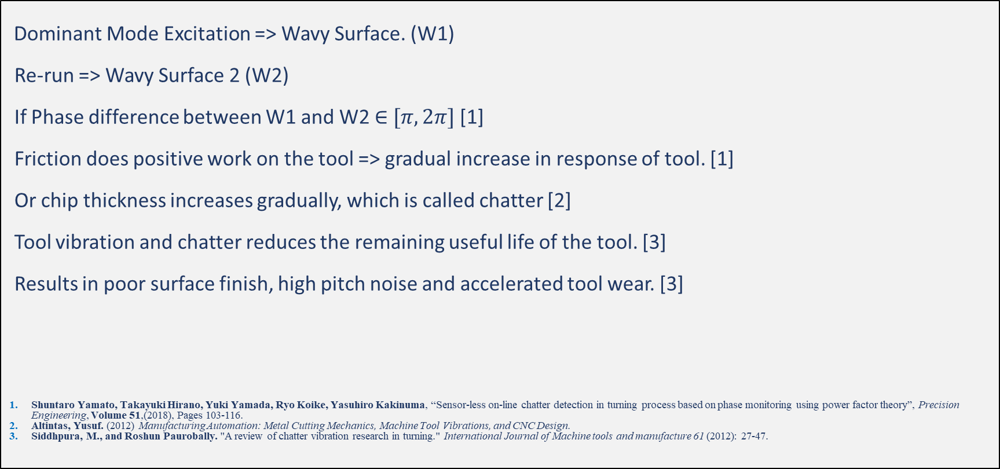 Dominant Mode Excitation => Wavy Surface. (W1)
Re-run => Wavy Surface 2 (W2)
If Phase difference between W1 and W2 ∈ [π, 2π] [1]
Friction does positive work on the tool => gradual increase in response of tool. [1]
Or chip thickness increases gradually, which is called chatter [2]
Tool vibration and chatter reduces the remaining useful life of the tool. [3]
Results in poor surface finish, high pitch noise and accelerated tool wear. [3]
1. Shuntaro Yamato, Takayuki Hirano, Yuki Yamada, Ryo Koike, Yasuhiro Kakinuma, “Sensor-less on-line chatter detection in turning process based on phase monitoring using power factor theory”, Precision
Engineering, Volume 51,(2018), Pages 103-116.
2. Altintas, Yusuf. (2012) Manufacturing Automation: Metal Cutting Mechanics, Machine Tool Vibrations, and CNC Design.
3. Siddhpura, M., and Roshun Paurobally. "A review of chatter vibration research in turning." International Journal of Machine tools and manufacture 61 (2012): 27-47.